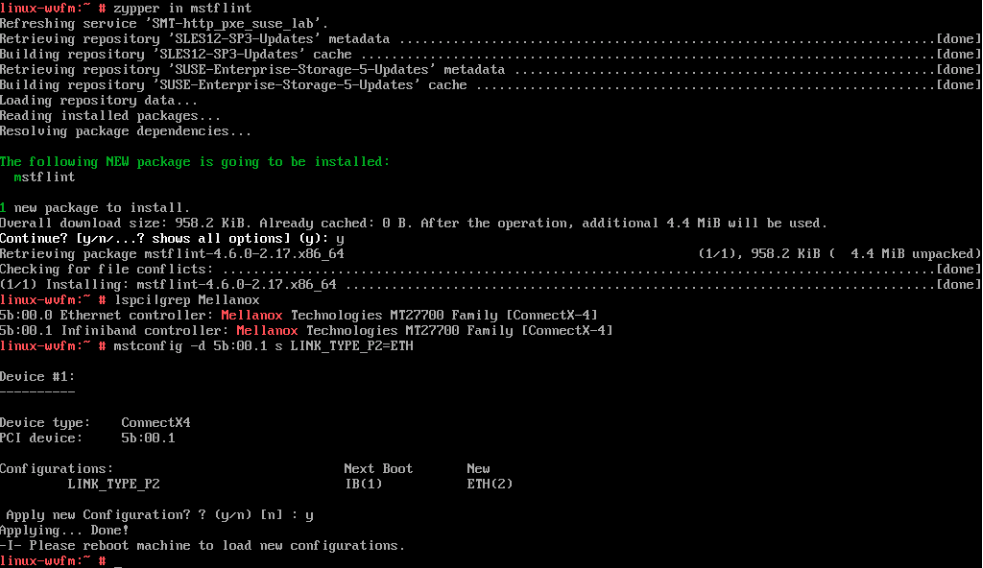 linux-wvfm:~ # zypper in mstflint
Refreshing service 'SMT-http_pxe_suse_lab'.
Retrieving repository 'SLES12-SP3-Updates' metadata ......................................................................[done]
Building repository 'SLES12-SP3-Updates' cache ...........................................................................[done]
Retrieving repository 'SUSE-Enterprise-Storage-5-Updates' metadata .......................................................[done]
Building repository 'SUSE-Enterprise-Storage-5-Updates' cache ............................................................[done]
Loading repository data...
Reading installed packages...
Resolving package dependencies...
The following NEW package is going to be installed:
mstflint
1 new package to install.
Overall download size: 958.2 KiB. Already cached: 0 B. After the operation, additional 4.4 MiB will be used.
Continue? [y/n/...? shows all options] (y): y
Retrieving package mstflint-4.6.0-2.17.x86_64 (1/1), 958.2 KiB ( 4.4 MiB unpacked)
Checking for file conflicts: .............................................................................................[done]
(1/1) Installing: mstflint-4.6.0-2.17.x86_64 .............................................................................[done]
linux-wvfm:~ # lspci|grep Mellanox
5b:00.0 Ethernet controller: Mellanox Technologies MT27700 Family [ConnectX-4]
5b:00.1 Infiniband controller: Mellanox Technologies MT27700 Family [ConnectX-4]
linux-wvfm:~ # mstconfig -d 5b:00.1 s LINK_TYPE_P2=ETH
Device #1:
----------
Device type: ConnectX4
PCI device: 5b:00.1
Configurations: Next Boot New
LINK_TYPE_P2 IB(1) ETH(2)
Apply new Configuration? ? (y/n) [n] : y
Applying... Done!
-I- Please reboot machine to load new configurations.
linux-wvfm:~ # _